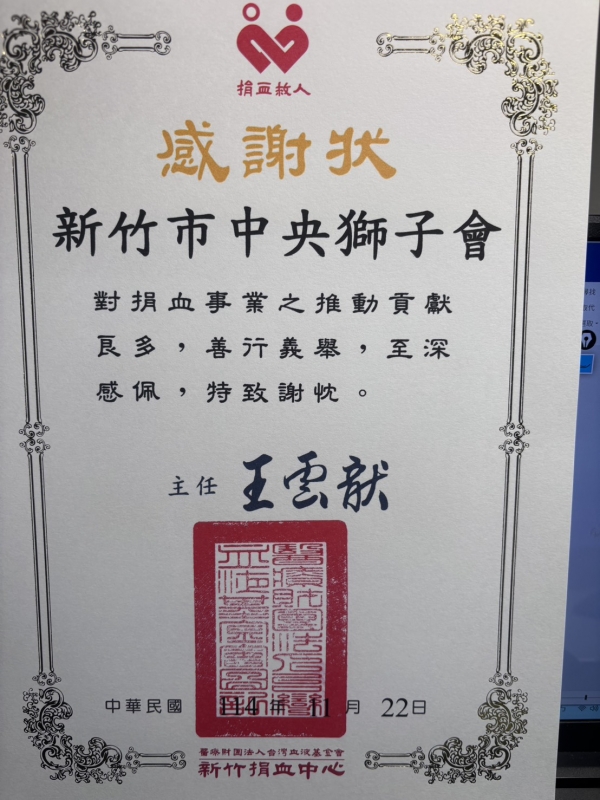 捐血救人
感謝狀
新竹市中央獅子會
對捐血事業之推動貢獻
良多，善行義舉，至深
感佩，特致謝忱。
主任 王雲龍
中華民國 114年 11月 22日
醫療財團法人台灣血液基金會
新竹捐血中心